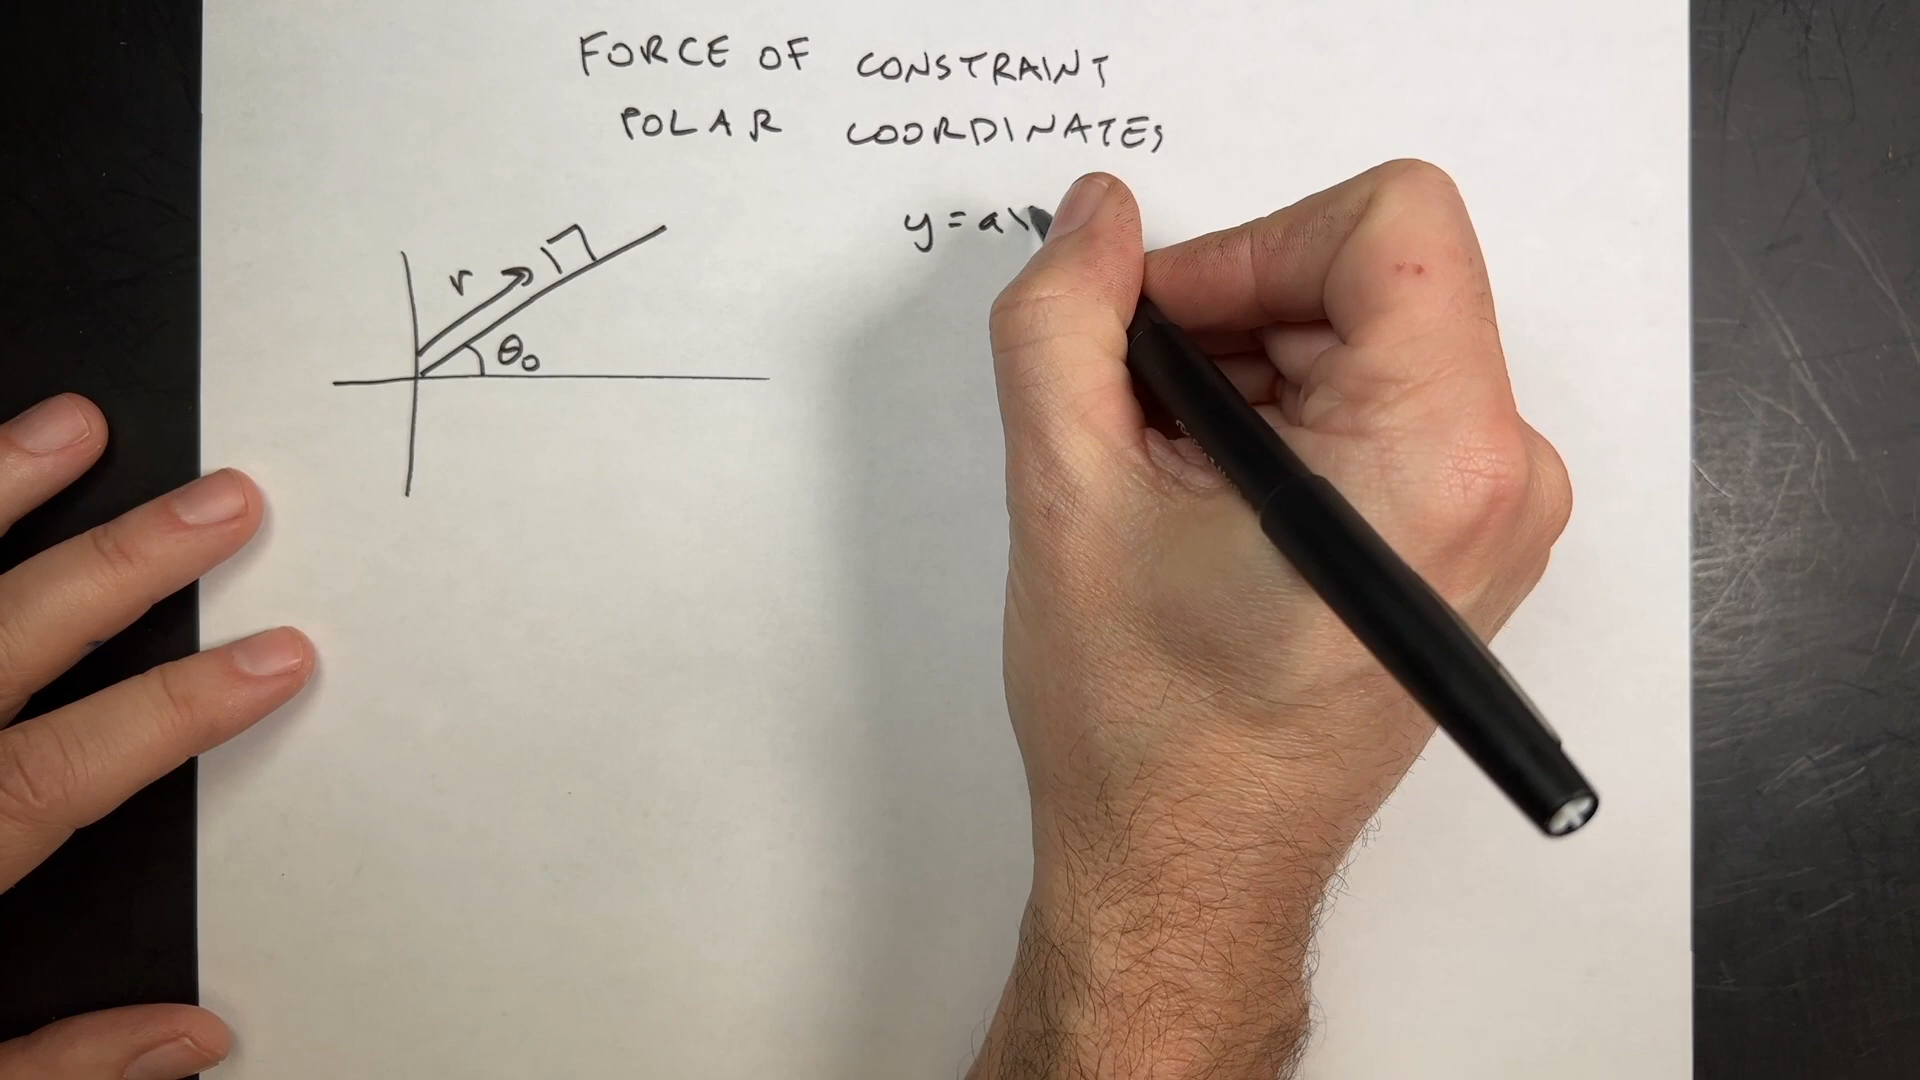 FORCE OF CONSTRAINT
POLAR COORDINATES
y = a
r
θ₀